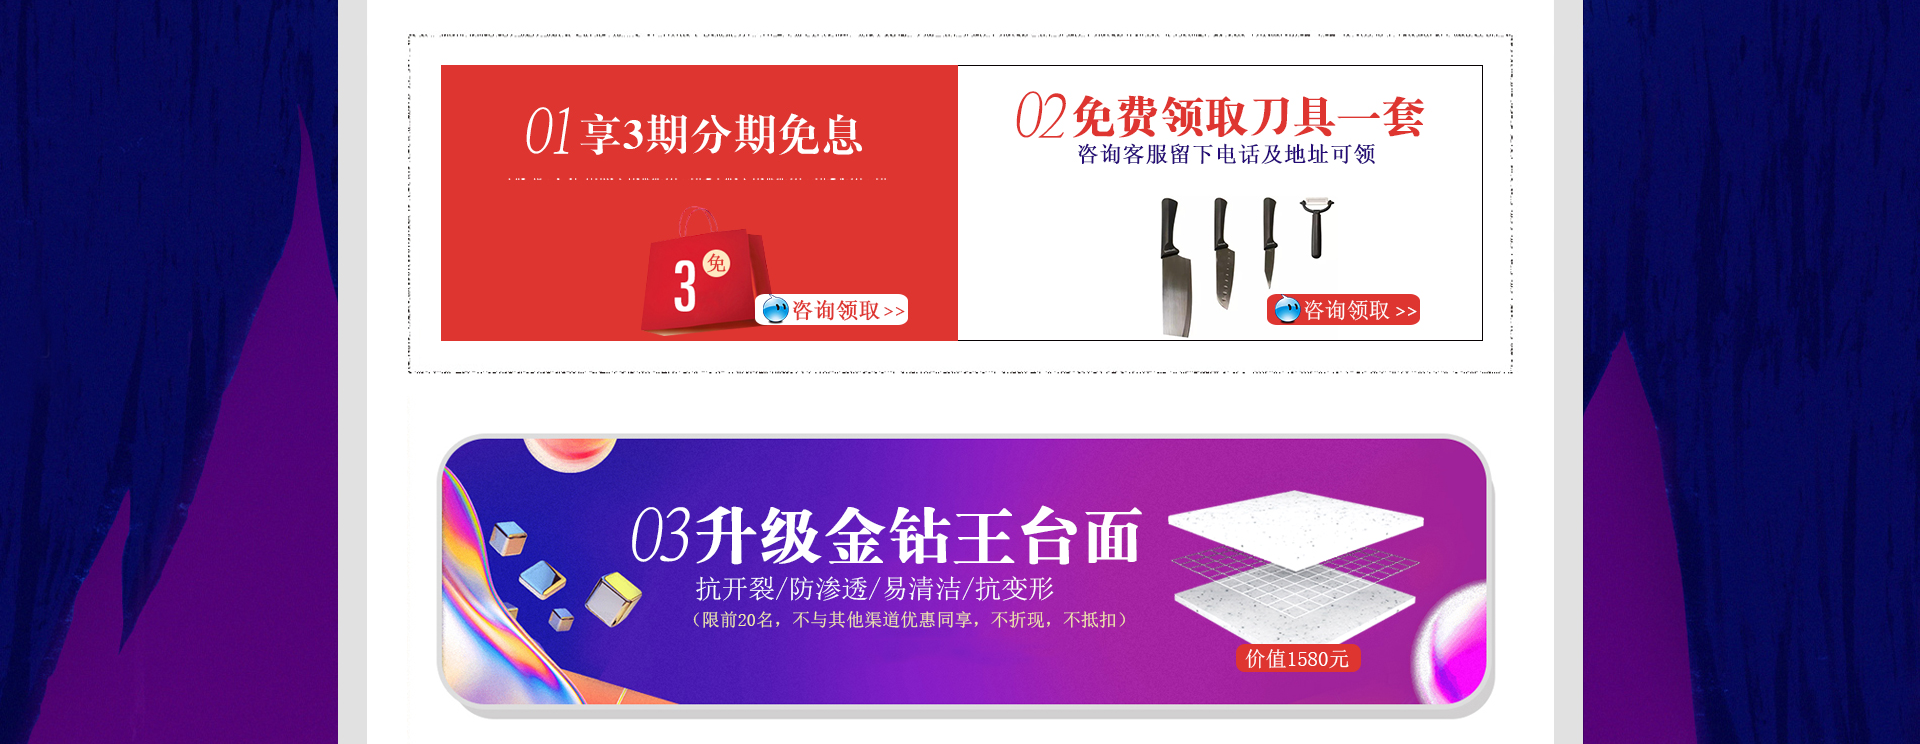 01享3期分期免息
3
免
咨询领取>>
02免费领取刀具一套
咨询客服留下电话及地址可领
咨询领取 >>
03升级金钻王台面
抗开裂/防渗透/易清洁/抗变形
（限前20名，不与其他渠道优惠同享，不折现，不抵扣）
价值1580元